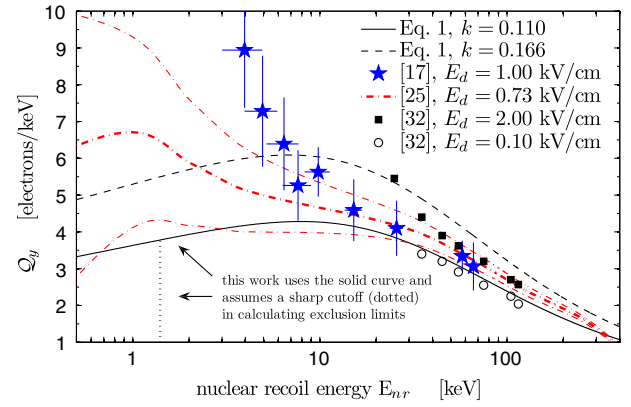 10
9
8
7
6
5
4
3
2
1
Q_y [electrons/keV]
Eq. 1, k = 0.110
Eq. 1, k = 0.166
[17], E_d = 1.00 kV/cm
[25], E_d = 0.73 kV/cm
[32], E_d = 2.00 kV/cm
[32], E_d = 0.10 kV/cm
this work uses the solid curve and
assumes a sharp cutoff (dotted)
in calculating exclusion limits
1 10 100
nuclear recoil energy E_nr [keV]